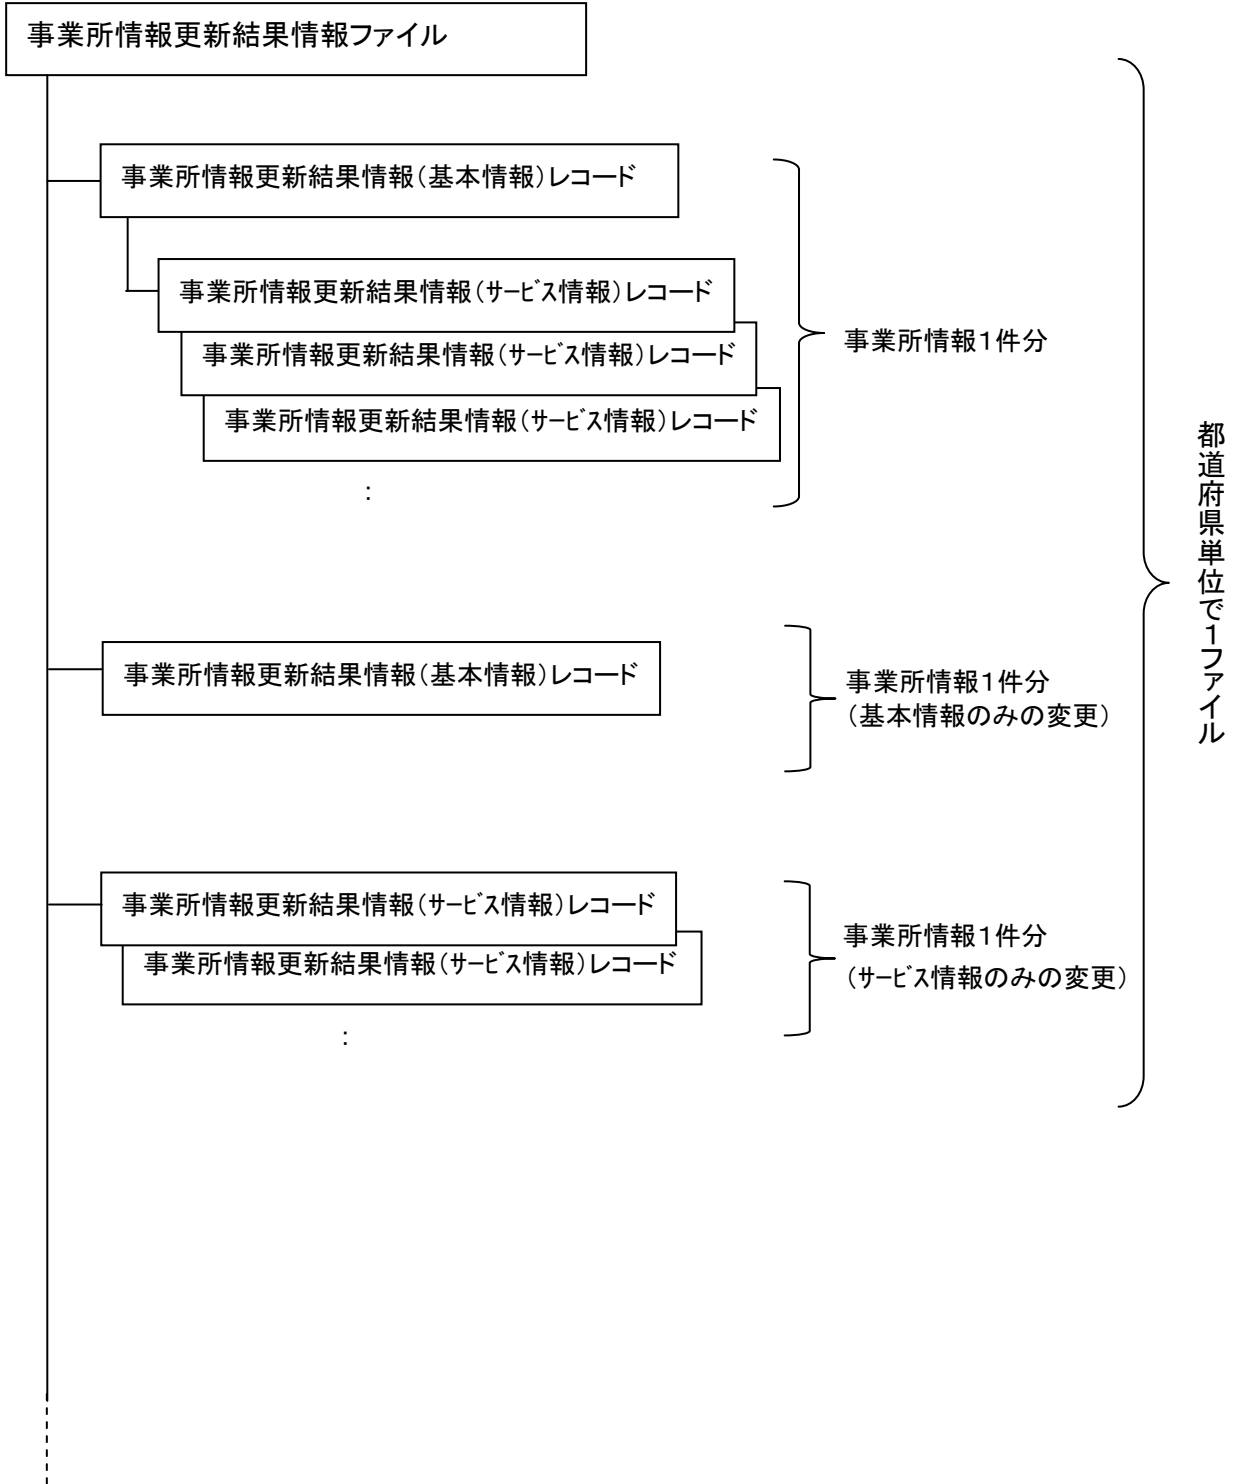 事業所情報更新結果情報ファイル
事業所情報更新結果情報（基本情報）レコード
事業所情報更新結果情報（ｻｰﾋﾞｽ情報）レコード
事業所情報更新結果情報（ｻｰﾋﾞｽ情報）レコード
事業所情報更新結果情報（ｻｰﾋﾞｽ情報）レコード
：
事業所情報１件分
事業所情報更新結果情報（基本情報）レコード
事業所情報１件分
（基本情報のみの変更）
事業所情報更新結果情報（ｻｰﾋﾞｽ情報）レコード
事業所情報更新結果情報（ｻｰﾋﾞｽ情報）レコード
：
事業所情報１件分
（ｻｰﾋﾞｽ情報のみの変更）
都道府県単位で１ファイル